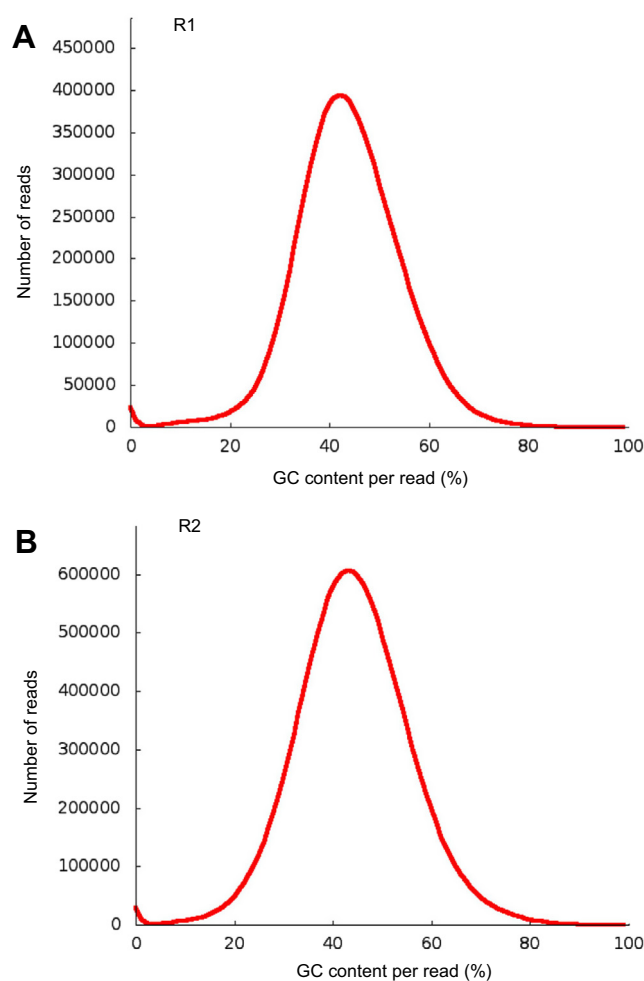 A
R1
450000
400000
350000
300000
250000
200000
150000
100000
50000
0
Number of reads
0 20 40 60 80 100
GC content per read (%)
B
R2
600000
500000
400000
300000
200000
100000
0
Number of reads
0 20 40 60 80 100
GC content per read (%)